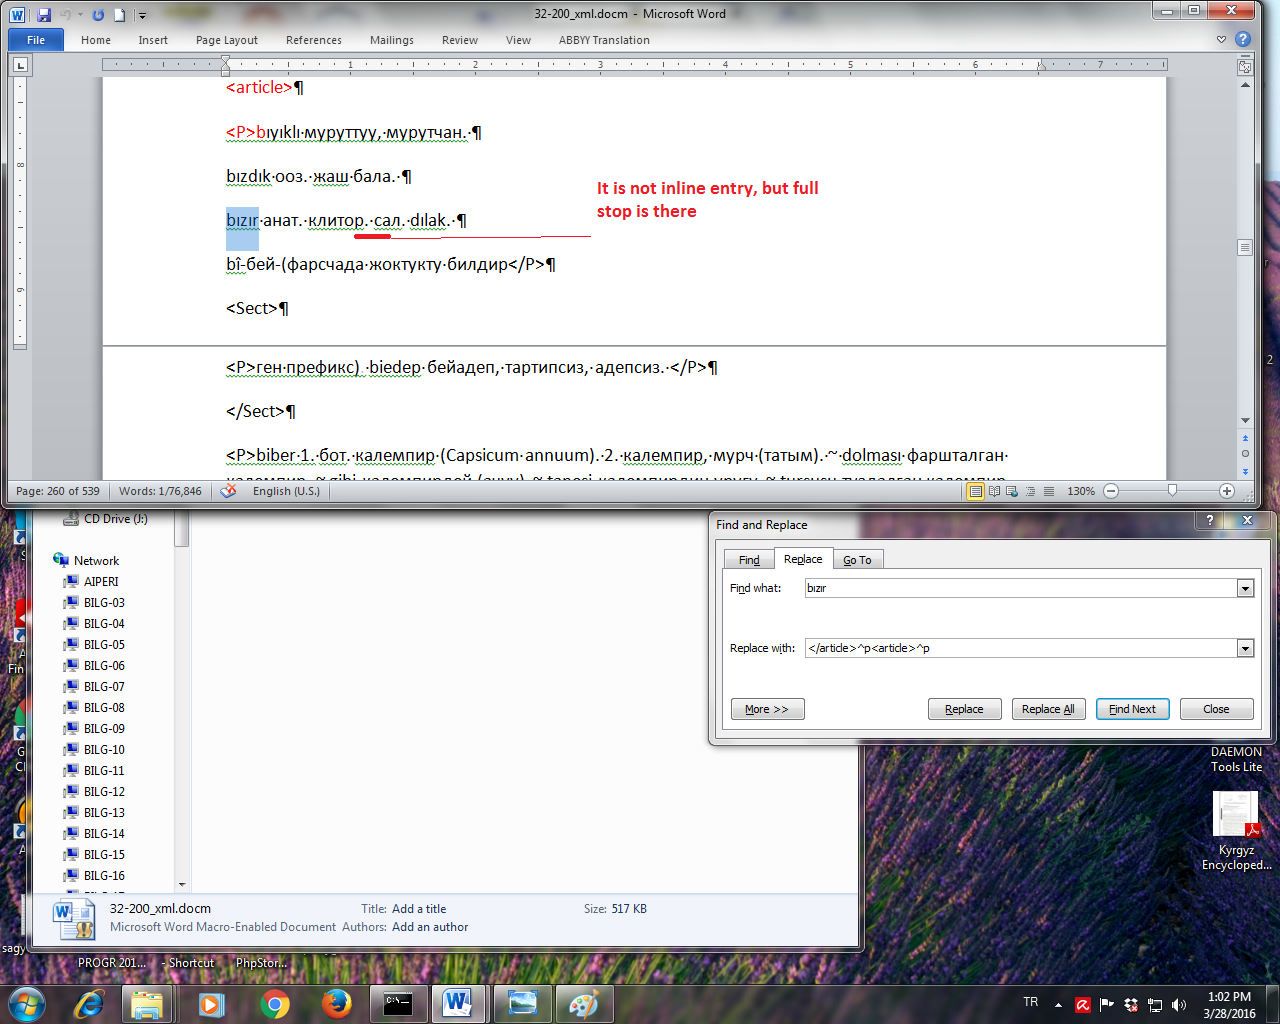 32-200_xml.docm - Microsoft Word
File Home Insert Page Layout References Mailings Review View ABBYY Translation
1 2 3 4 5 6 7
<article>¶
<P>bıyıklı·муруттуу,·мурутчан.·¶
bızdık·ооз.·жаш·бала.·¶
It is not inline entry, but full
stop is there
bızır·анат.·клитор.·сал.·dılak.·¶
bî-бей-(фарсчада·жоктукту·билдир</P>¶
<Sect>¶
<P>ген·префикс).·biedep·бейадеп,·тартипсиз,·адепсиз.·</P>¶
</Sect>¶
<P>biber·1.·бот.·калемпир·(Capsicum·annuum).·2.·калемпир,·мурч·(татым).·~·dolması·фаршталган·
Page: 260 of 539 Words: 1/76,846 English (U.S.) 130%
CD Drive (J:)
Network
AIPERI
BILG-03
BILG-04
BILG-05
BILG-06
BILG-07
BILG-08
BILG-09
BILG-10
BILG-11
BILG-12
BILG-13
BILG-14
BILG-15
BILG-16
Find and Replace
Find Replace Go To
Find what: bızır
Replace with: </article>^p<article>^p
More >> Replace Replace All Find Next Close
32-200_xml.docm Title: Add a title Size: 517 KB
Microsoft Word Macro-Enabled Document Authors: Add an author
DAEMON
Tools Lite
Kyrgyz
Encycloped...
PROGR 201... - Shortcut PhpStor...
TR 1:02 PM
3/28/2016